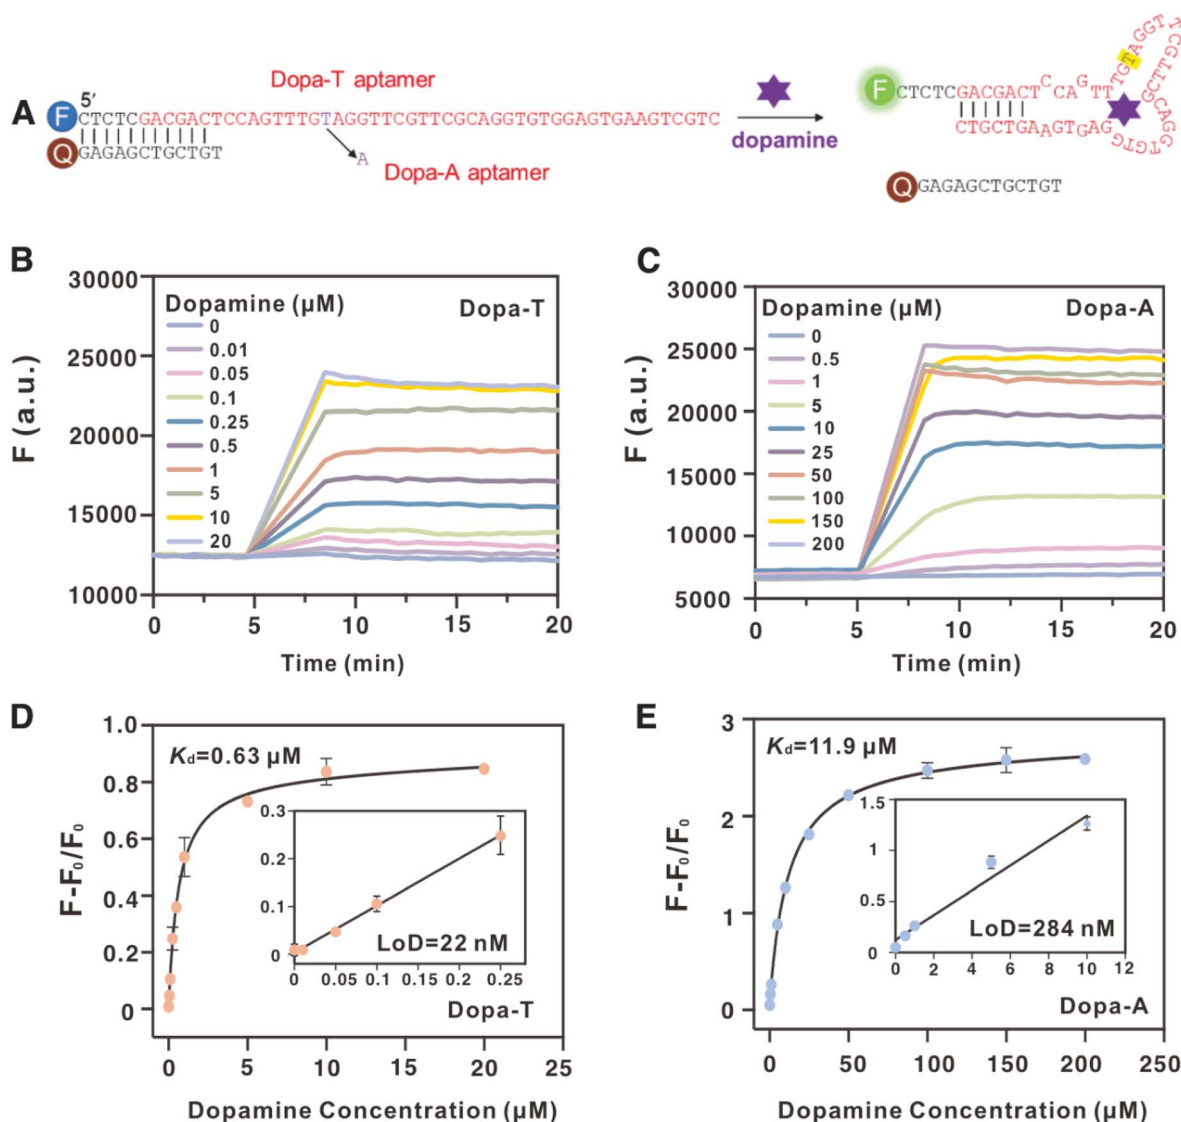 A
5′
Dopa-T aptamer
F
CTCTCGACGACTCCAGTTTGTAGGTTCGTTCGCAGGTGTGGAGTGAAGTCGTC
Q
GAGAGCTGCTGT
A
Dopa-A aptamer
dopamine
F
CTCTCGACGACTCCAGTTTGTAGGTTCGTTCGCAGGTGTGGAGTGAAGTCGTC
Q
GAGAGCTGCTGT
B
30000
25000
20000
15000
10000
F (a.u.)
Dopamine (μM)
0
0.01
0.05
0.1
0.25
0.5
1
5
10
20
Dopa-T
0 5 10 15 20
Time (min)
C
30000
25000
20000
15000
10000
5000
F (a.u.)
Dopamine (μM)
0
0.5
1
5
10
25
50
100
150
200
Dopa-A
0 5 10 15 20
Time (min)
D
1.0
0.8
0.6
0.4
0.2
0
F-F₀/F₀
Kd=0.63 μM
0.3
0.2
0.1
0
LoD=22 nM
0 0.05 0.1 0.15 0.2 0.25
Dopa-T
0 5 10 15 20 25
Dopamine Concentration (μM)
E
3
2
1
0
F-F₀/F₀
Kd=11.9 μM
1.5
1
0.5
0
LoD=284 nM
0 2 4 6 8 10 12
Dopa-A
0 50 100 150 200 250
Dopamine Concentration (μM)